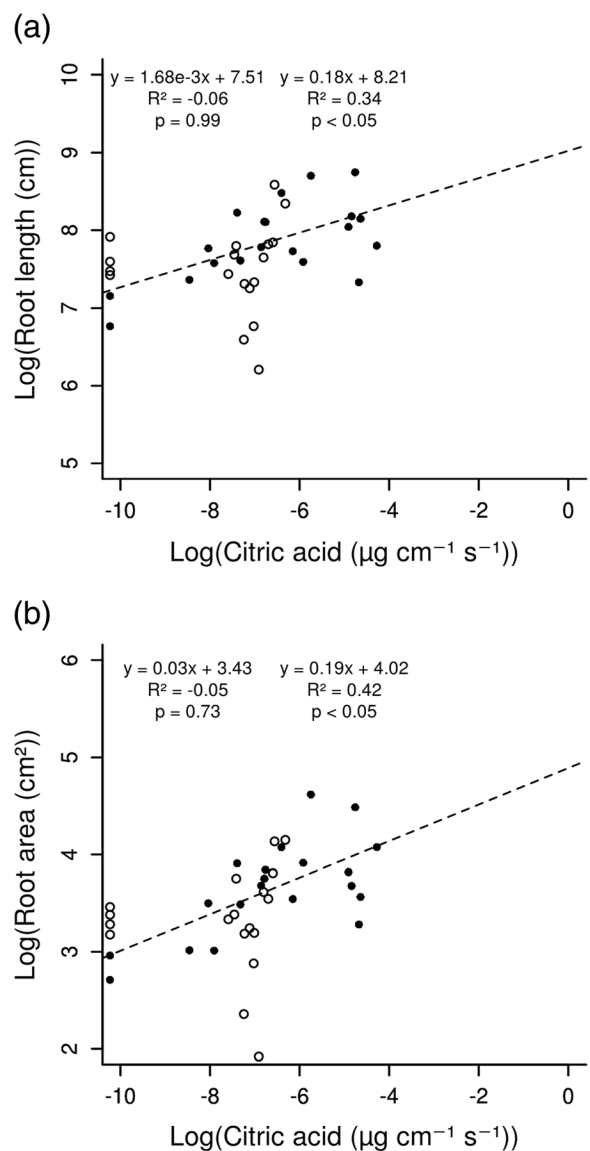 (a)
y = 1.68e-3x + 7.51 y = 0.18x + 8.21
R² = -0.06 R² = 0.34
p = 0.99 p < 0.05
10
9
8
7
6
5
Log(Root length (cm))
-10 -8 -6 -4 -2 0
Log(Citric acid (µg cm⁻¹ s⁻¹))
(b)
y = 0.03x + 3.43 y = 0.19x + 4.02
R² = -0.05 R² = 0.42
p = 0.73 p < 0.05
6
5
4
3
2
Log(Root area (cm²))
-10 -8 -6 -4 -2 0
Log(Citric acid (µg cm⁻¹ s⁻¹))